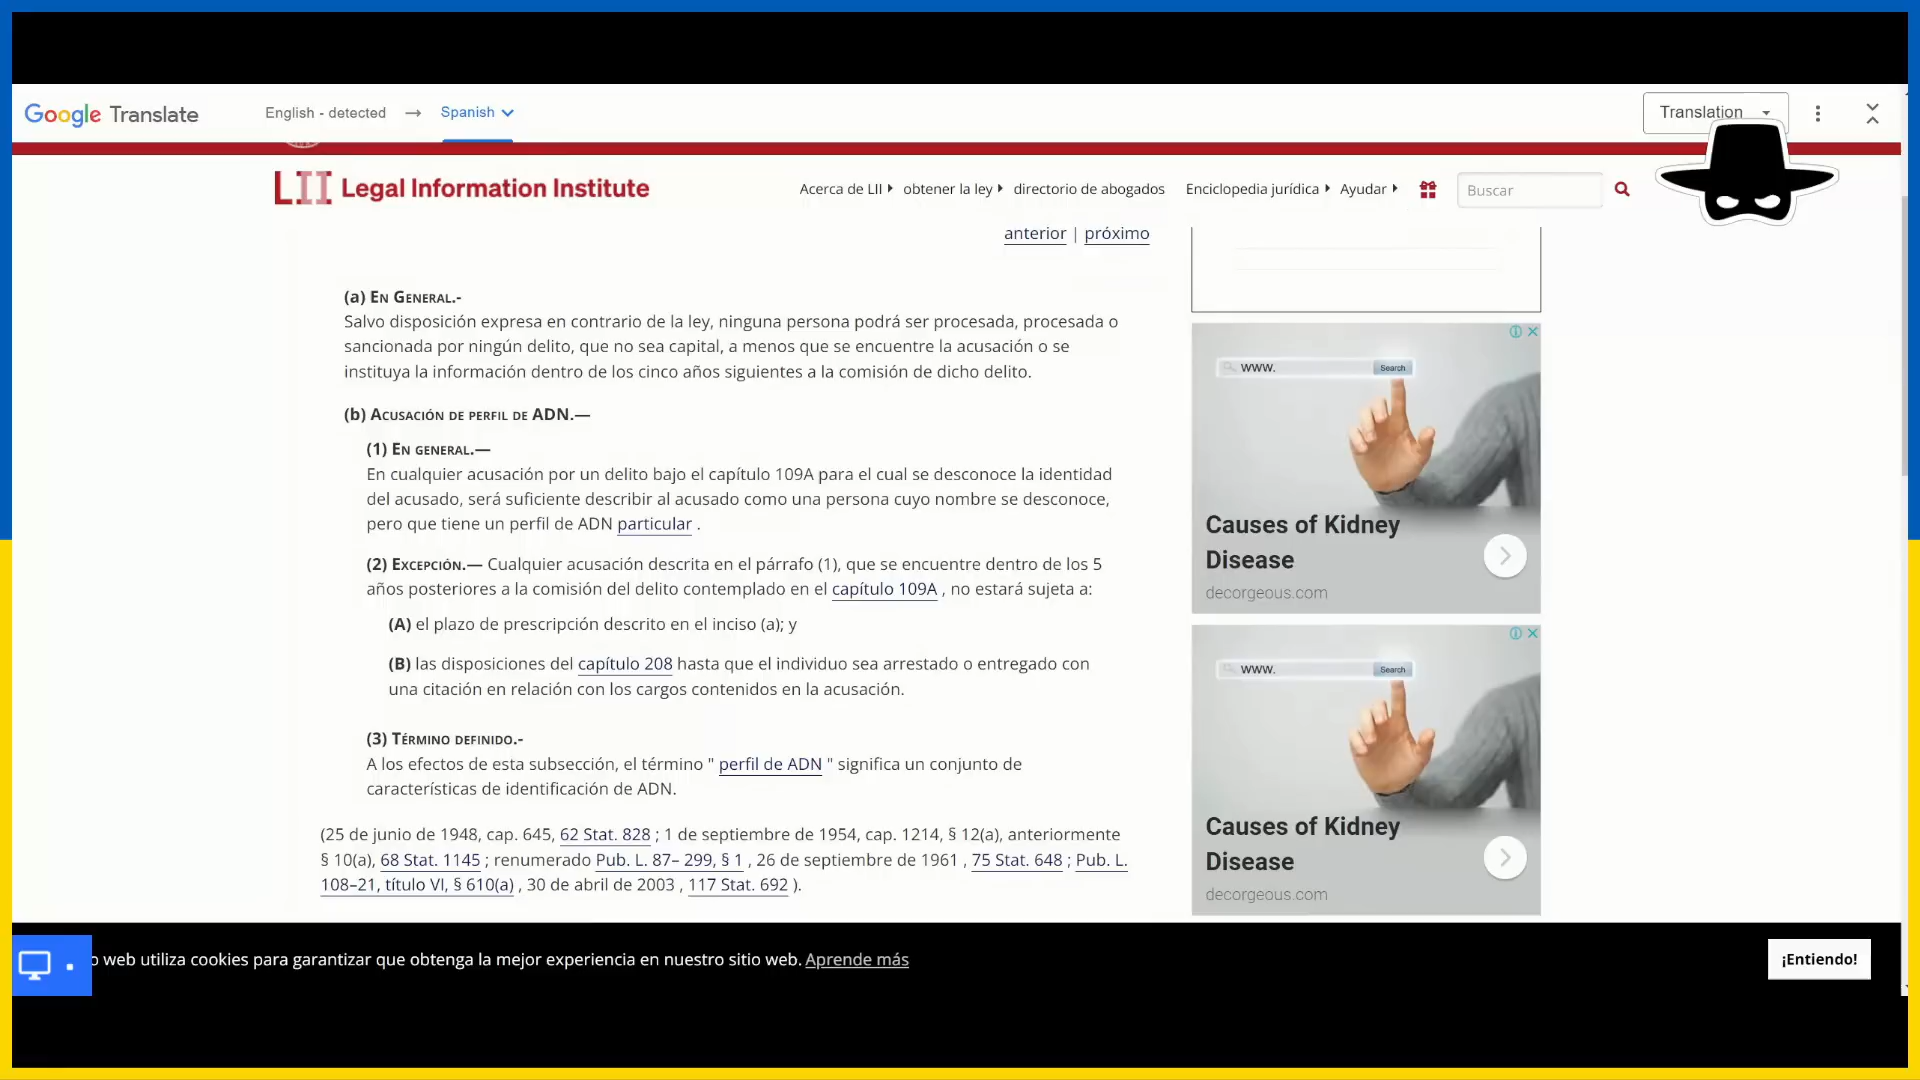 Google Translate
English - detected → Spanish
Translation
LII Legal Information Institute
Acerca de LII
obtener la ley
directorio de abogados
Enciclopedia jurídica
Ayudar
Buscar
anterior | próximo
(a) En General.-
Salvo disposición expresa en contrario de la ley, ninguna persona podrá ser procesada, procesada o
sancionada por ningún delito, que no sea capital, a menos que se encuentre la acusación o se
instituya la información dentro de los cinco años siguientes a la comisión de dicho delito.
(b) Acusación de perfil de ADN.—
(1) En general.—
En cualquier acusación por un delito bajo el capítulo 109A para el cual se desconoce la identidad
del acusado, será suficiente describir al acusado como una persona cuyo nombre se desconoce,
pero que tiene un perfil de ADN particular .
(2) Excepción.— Cualquier acusación descrita en el párrafo (1), que se encuentre dentro de los 5
años posteriores a la comisión del delito contemplado en el capítulo 109A , no estará sujeta a:
(A) el plazo de prescripción descrito en el inciso (a); y
(B) las disposiciones del capítulo 208 hasta que el individuo sea arrestado o entregado con
una citación en relación con los cargos contenidos en la acusación.
(3) Término definido.-
A los efectos de esta subsección, el término " perfil de ADN " significa un conjunto de
características de identificación de ADN.
(25 de junio de 1948, cap. 645, 62 Stat. 828 ; 1 de septiembre de 1954, cap. 1214, § 12(a), anteriormente
§ 10(a), 68 Stat. 1145 ; renumerado Pub. L. 87– 299, § 1 , 26 de septiembre de 1961 , 75 Stat. 648 ; Pub. L.
108–21, título VI, § 610(a) , 30 de abril de 2003 , 117 Stat. 692 ).
www.
Search
Causes of Kidney
Disease
decorgeous.com
www.
Search
Causes of Kidney
Disease
decorgeous.com
o web utiliza cookies para garantizar que obtenga la mejor experiencia en nuestro sitio web. Aprende más
¡Entiendo!